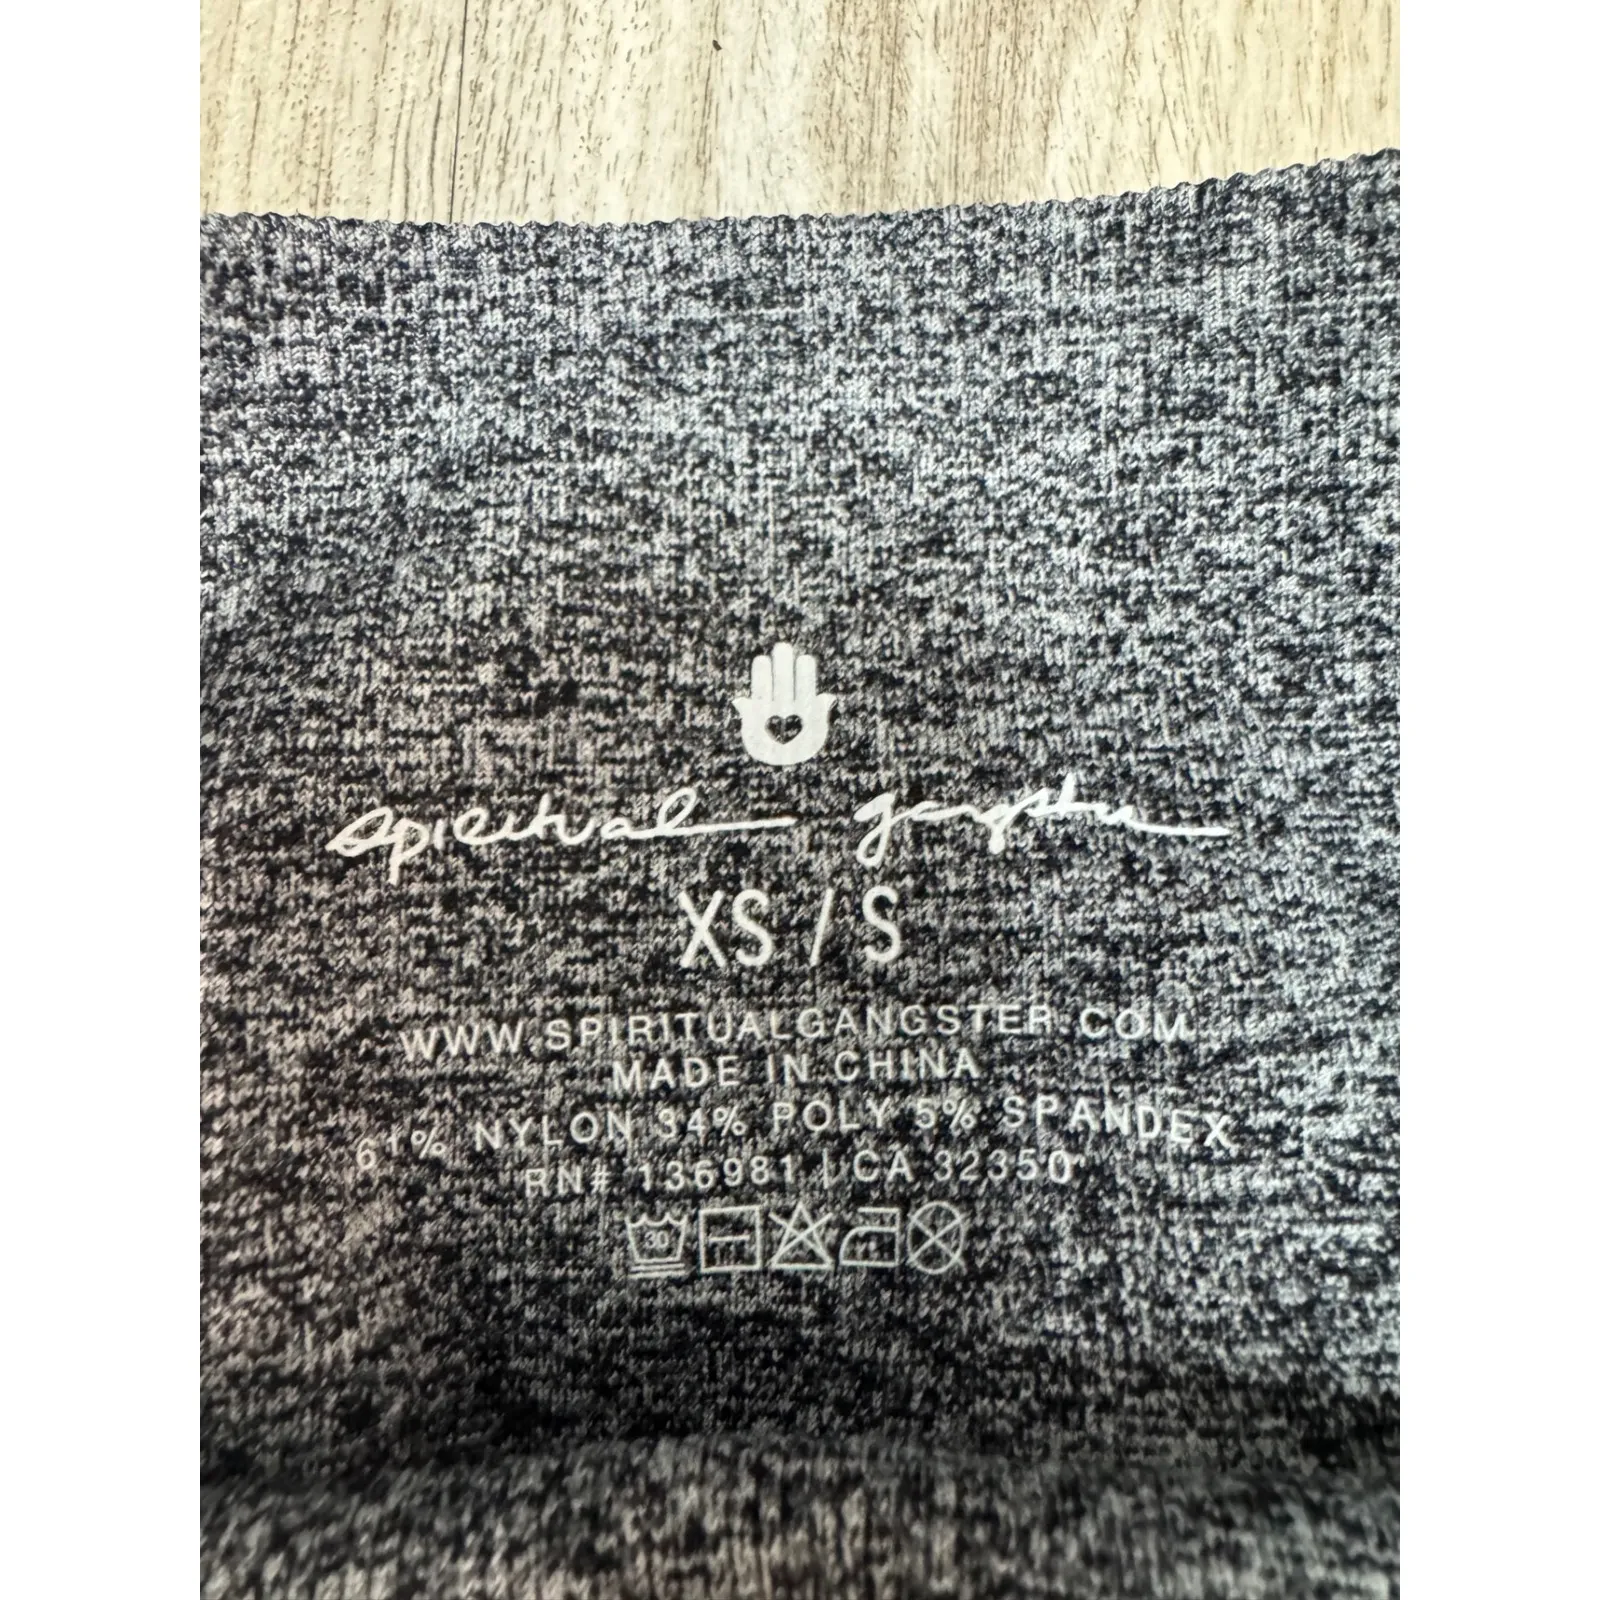 spiritual gangster
XS / S
WWW.SPIRITUALGANGSTER.COM
MADE IN CHINA
61% NYLON 34% POLY 5% SPANDEX
RN# 136981 | CA 32350
30